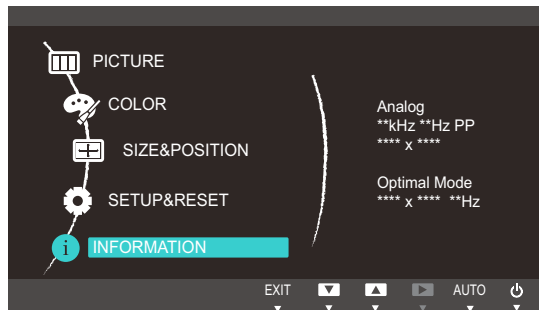 PICTURE
COLOR
SIZE&POSITION
SETUP&RESET
i INFORMATION
Analog
**kHz **Hz PP
**** x ****
Optimal Mode
**** x **** **Hz
EXIT AUTO